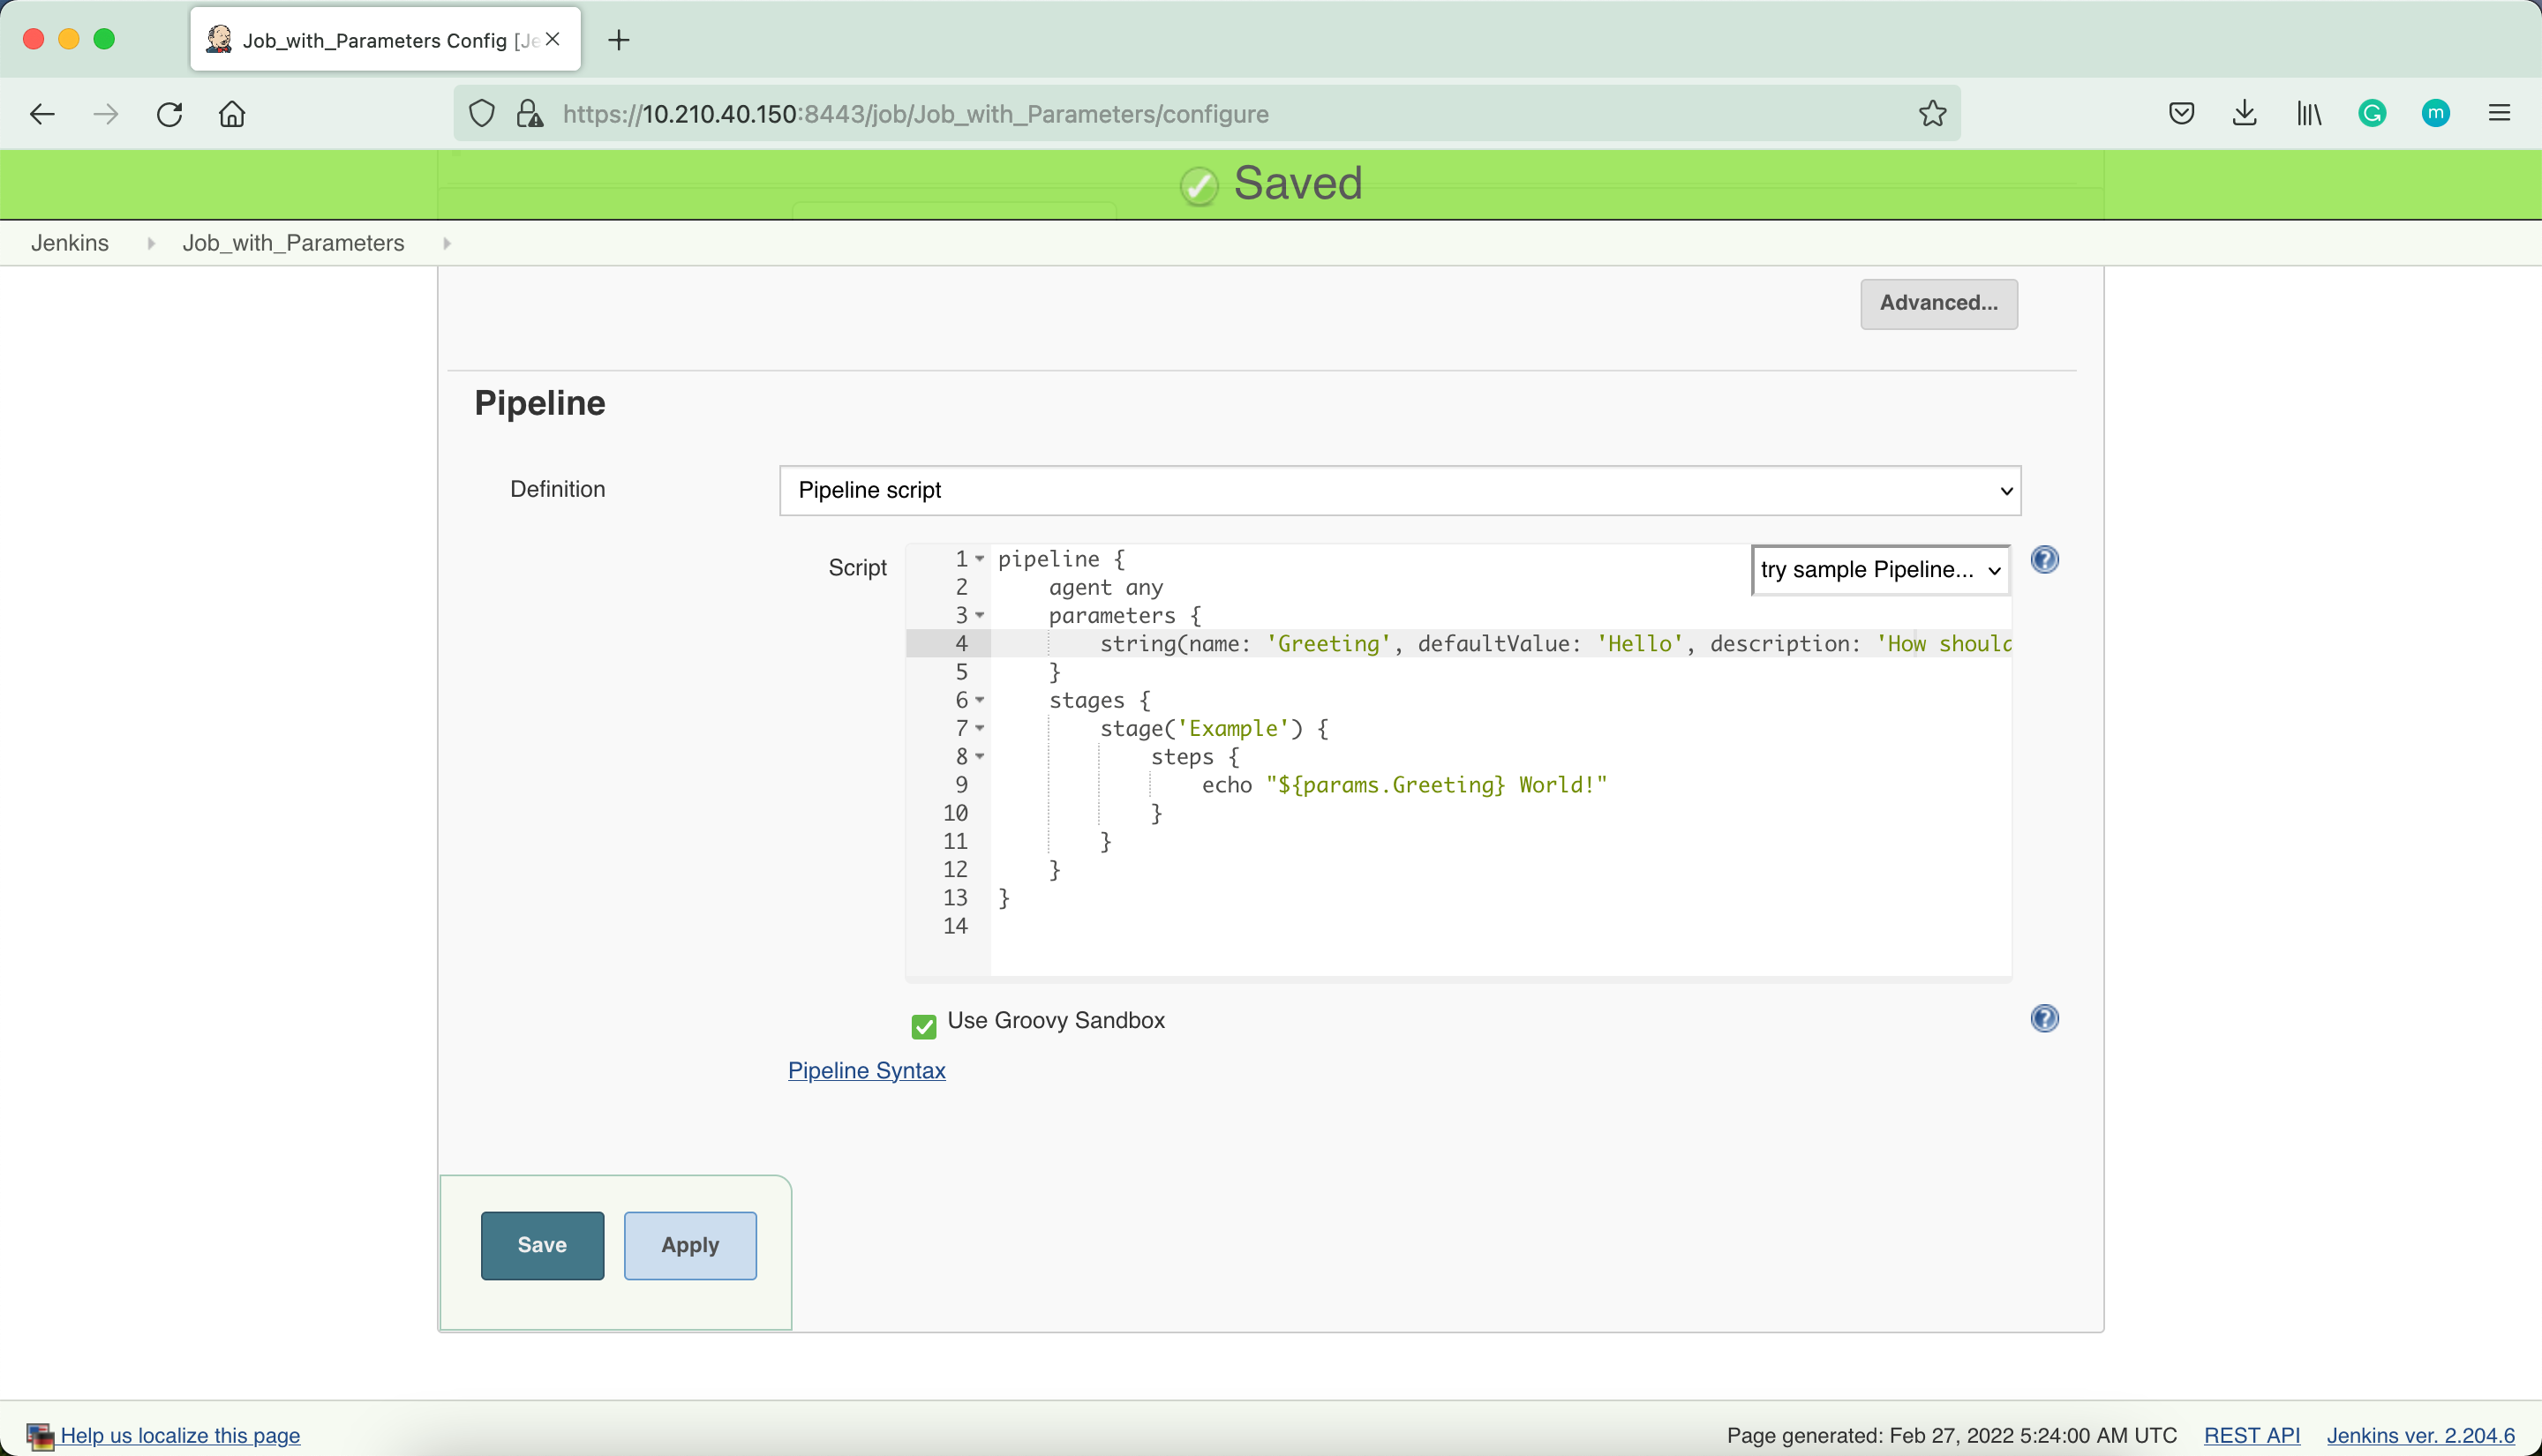 Job_with_Parameters Config [Je
https://10.210.40.150:8443/job/Job_with_Parameters/configure
m
Saved
Jenkins Job_with_Parameters
Advanced...
Pipeline
Definition
Pipeline script
Script
try sample Pipeline...
1 pipeline {
2 agent any
3 parameters {
4 string(name: 'Greeting', defaultValue: 'Hello', description: 'How should
5 }
6 stages {
7 stage('Example') {
8 steps {
9 echo "${params.Greeting} World!"
10 }
11 }
12 }
13 }
14
Use Groovy Sandbox
Pipeline Syntax
Save
Apply
Help us localize this page
Page generated: Feb 27, 2022 5:24:00 AM UTC REST API Jenkins ver. 2.204.6